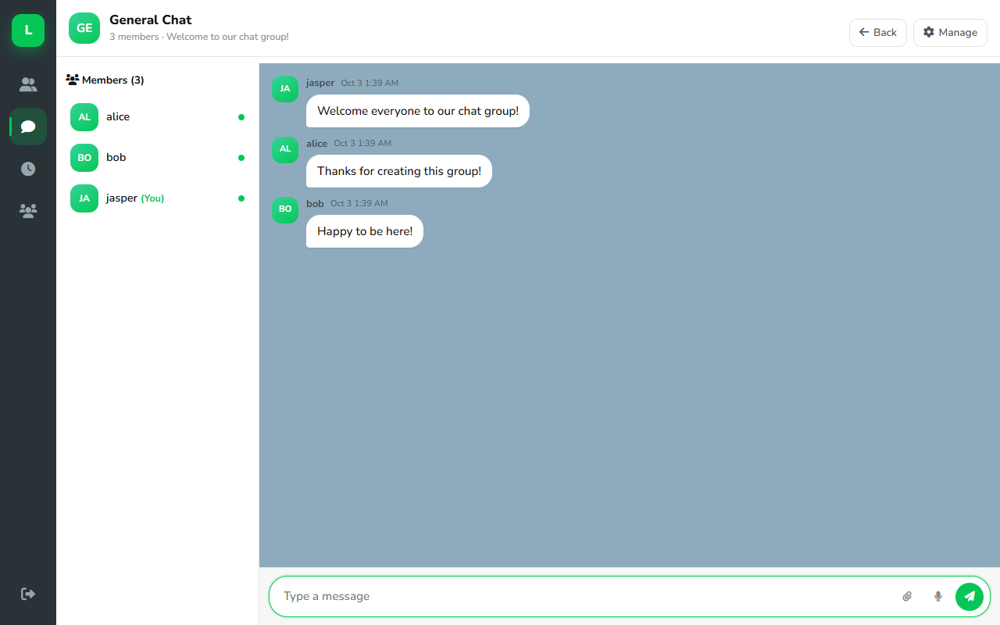 L
GE
General Chat
3 members · Welcome to our chat group!
Back
Manage
Members (3)
AL
alice
BO
bob
JA
jasper (You)
JA
jasper Oct 3 1:39 AM
Welcome everyone to our chat group!
AL
alice Oct 3 1:39 AM
Thanks for creating this group!
BO
bob Oct 3 1:39 AM
Happy to be here!
Type a message